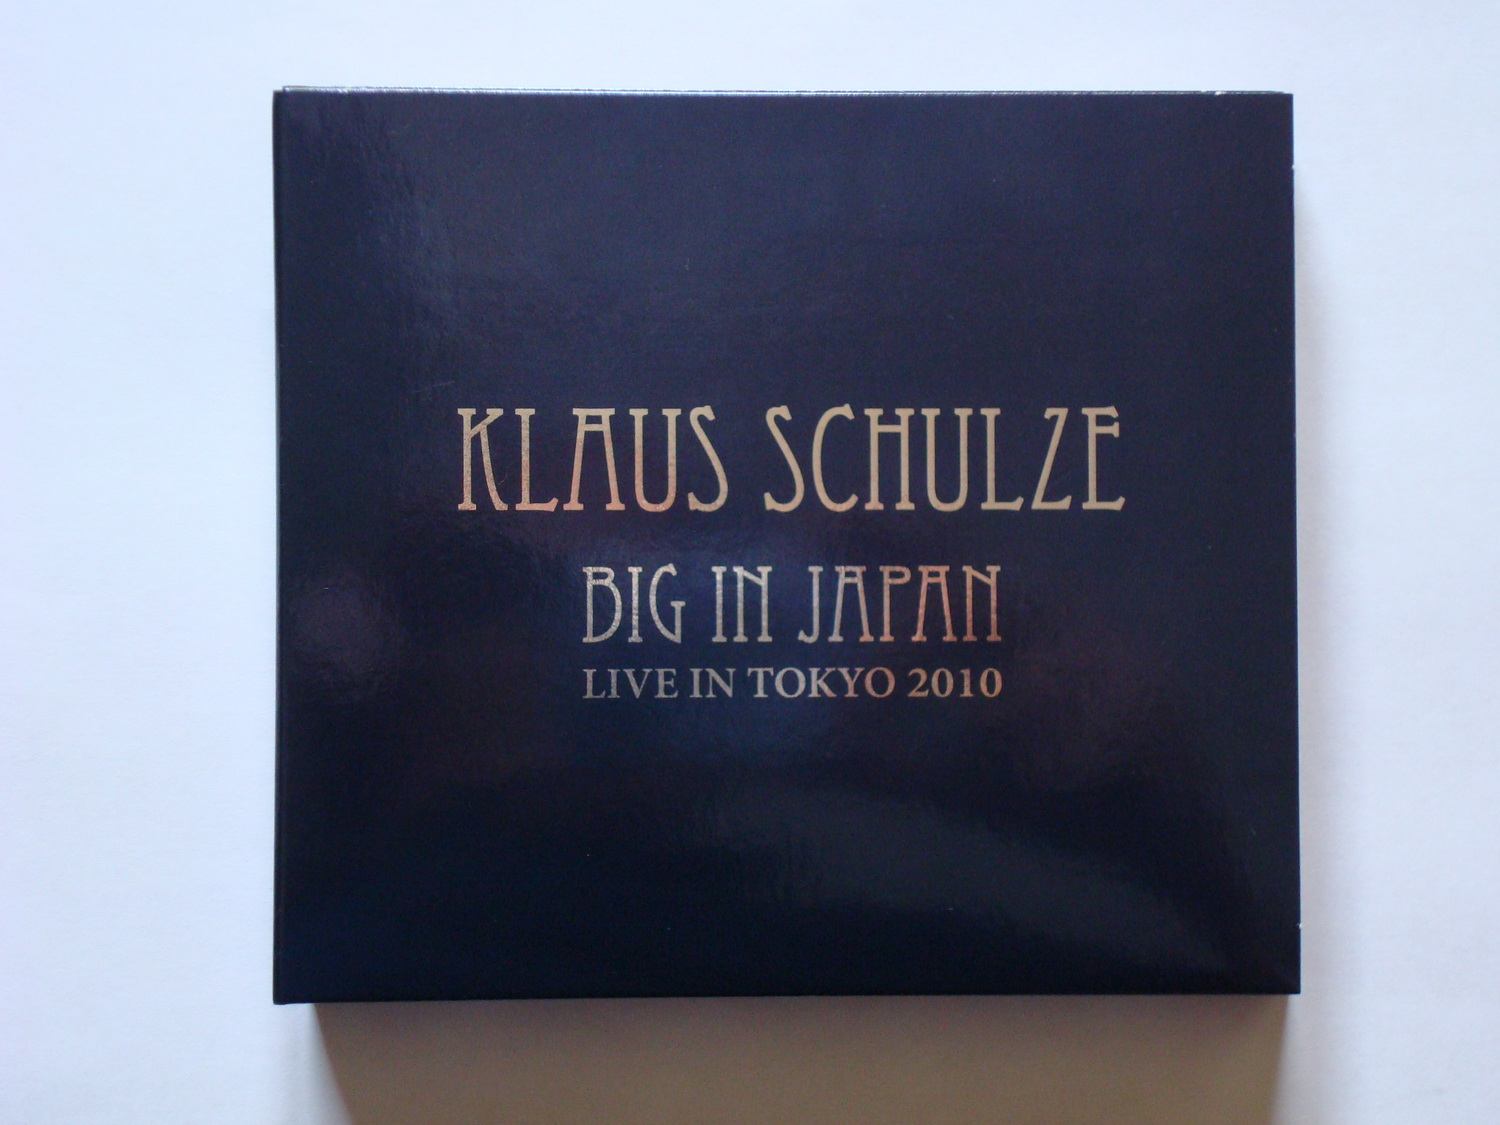 KLAUS SCHULZE
BIG IN JAPAN
LIVE IN TOKYO 2010